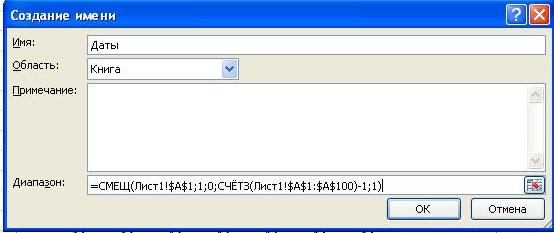 Создание имени
Имя: Даты
Область: Книга
Примечание:
Диапазон: =СМЕЩ(Лист1!$A$1;1;0;СЧЁТЗ(Лист1!$A$1:$A$100)-1;1)
ОК Отмена